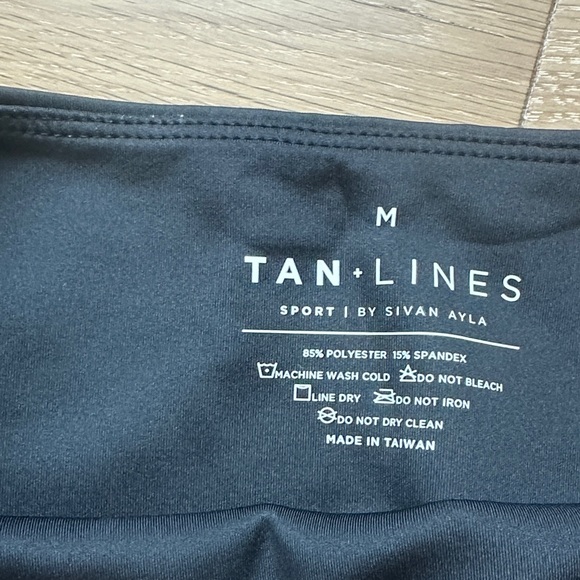 M
TAN + LINES
SPORT | BY SIVAN AYLA
85% POLYESTER 15% SPANDEX
MACHINE WASH COLD DO NOT BLEACH
LINE DRY DO NOT IRON
DO NOT DRY CLEAN
MADE IN TAIWAN